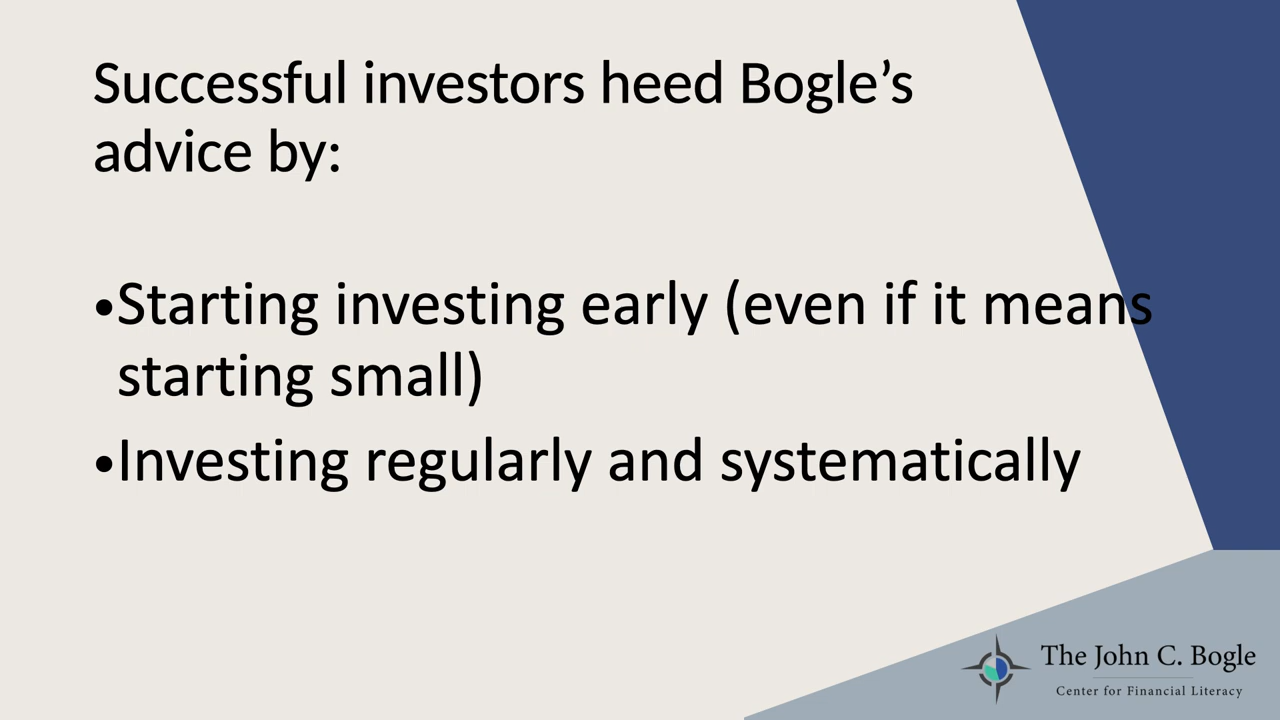 Successful investors heed Bogle’s
advice by:
•Starting investing early (even if it means
starting small)
•Investing regularly and systematically
The John C. Bogle
Center for Financial Literacy